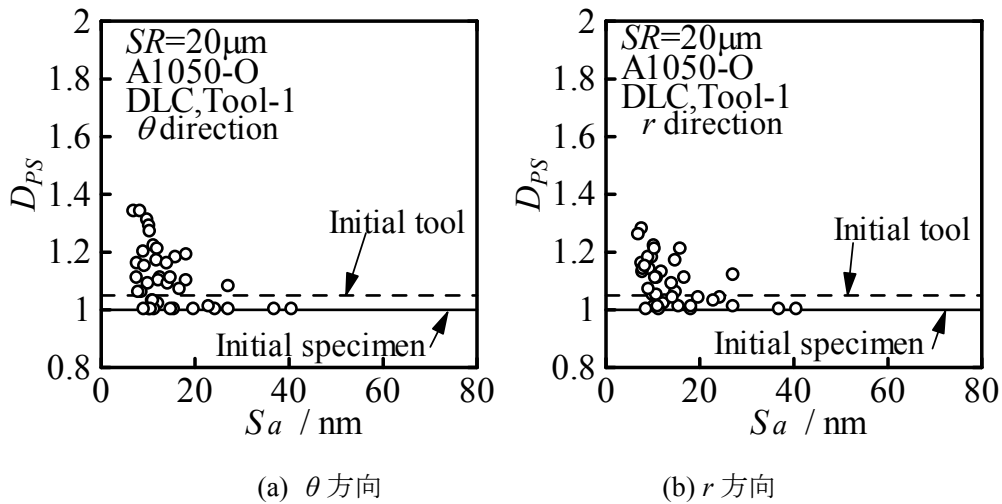 2
SR=20μm
A1050-O
DLC,Tool-1
θ direction
1.8
1.6
1.4
1.2
1
0.8
D_PS
Initial tool
Initial specimen
0 20 40 60 80
Sa / nm
(a) θ 方向
2
SR=20μm
A1050-O
DLC,Tool-1
r direction
1.8
1.6
1.4
1.2
1
0.8
D_PS
Initial tool
Initial specimen
0 20 40 60 80
Sa / nm
(b) r 方向